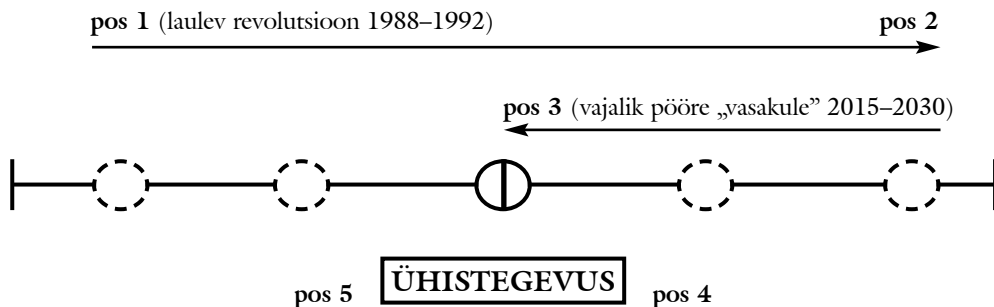 pos 1 (laulev revolutsioon 1988–1992) pos 2
pos 3 (vajalik pööre „vasakule” 2015–2030)
pos 5 ÜHISTEGEVUS pos 4